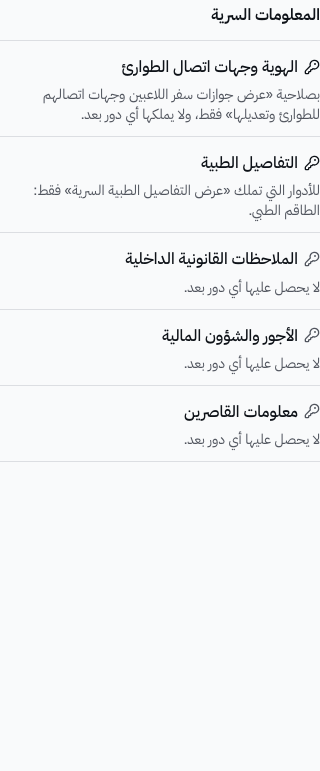 المعلومات السرية
الهوية وجهات اتصال الطوارئ
بصلاحية «عرض جوازات سفر اللاعبين وجهات اتصالهم
للطوارئ وتعديلها» فقط، ولا يملكها أي دور بعد.
التفاصيل الطبية
للأدوار التي تملك «عرض التفاصيل الطبية السرية» فقط:
الطاقم الطبي.
الملاحظات القانونية الداخلية
لا يحصل عليها أي دور بعد.
الأجور والشؤون المالية
لا يحصل عليها أي دور بعد.
معلومات القاصرين
لا يحصل عليها أي دور بعد.